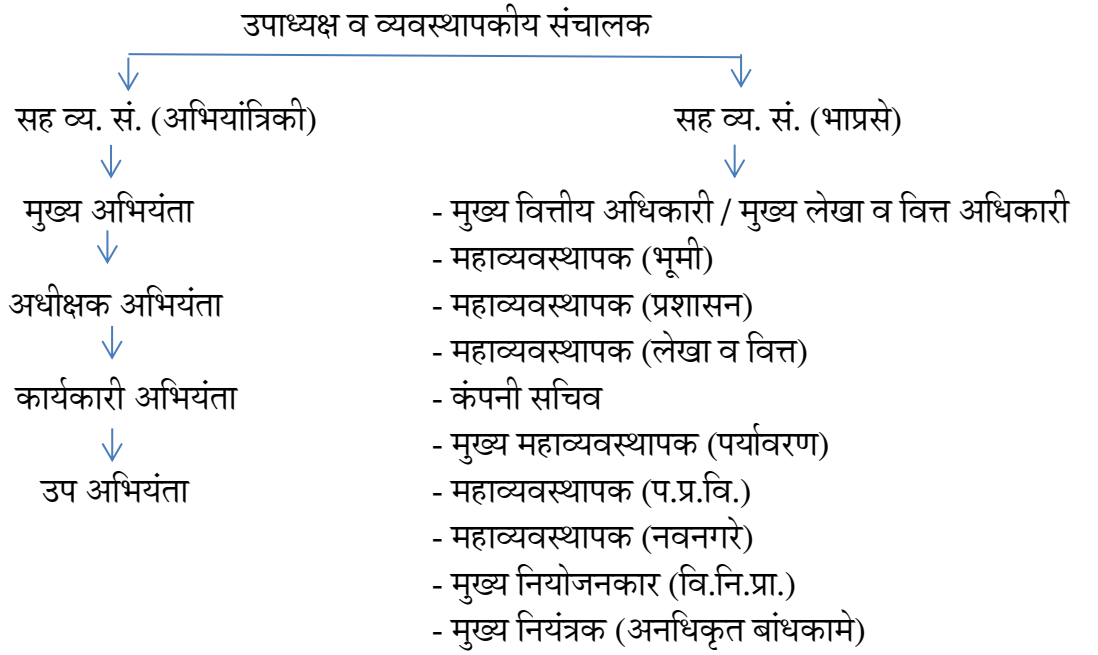 उपाध्यक्ष व व्यवस्थापकीय संचालक
सह व्य. सं. (अभियांत्रिकी)
सह व्य. सं. (भाप्रसे)
मुख्य अभियंता
अधीक्षक अभियंता
कार्यकारी अभियंता
उप अभियंता
- मुख्य वित्तीय अधिकारी / मुख्य लेखा व वित्त अधिकारी
- महाव्यवस्थापक (भूमी)
- महाव्यवस्थापक (प्रशासन)
- महाव्यवस्थापक (लेखा व वित्त)
- कंपनी सचिव
- मुख्य महाव्यवस्थापक (पर्यावरण)
- महाव्यवस्थापक (प.प्र.वि.)
- महाव्यवस्थापक (नवनगरे)
- मुख्य नियोजनकार (वि.नि.प्रा.)
- मुख्य नियंत्रक (अनधिकृत बांधकामे)